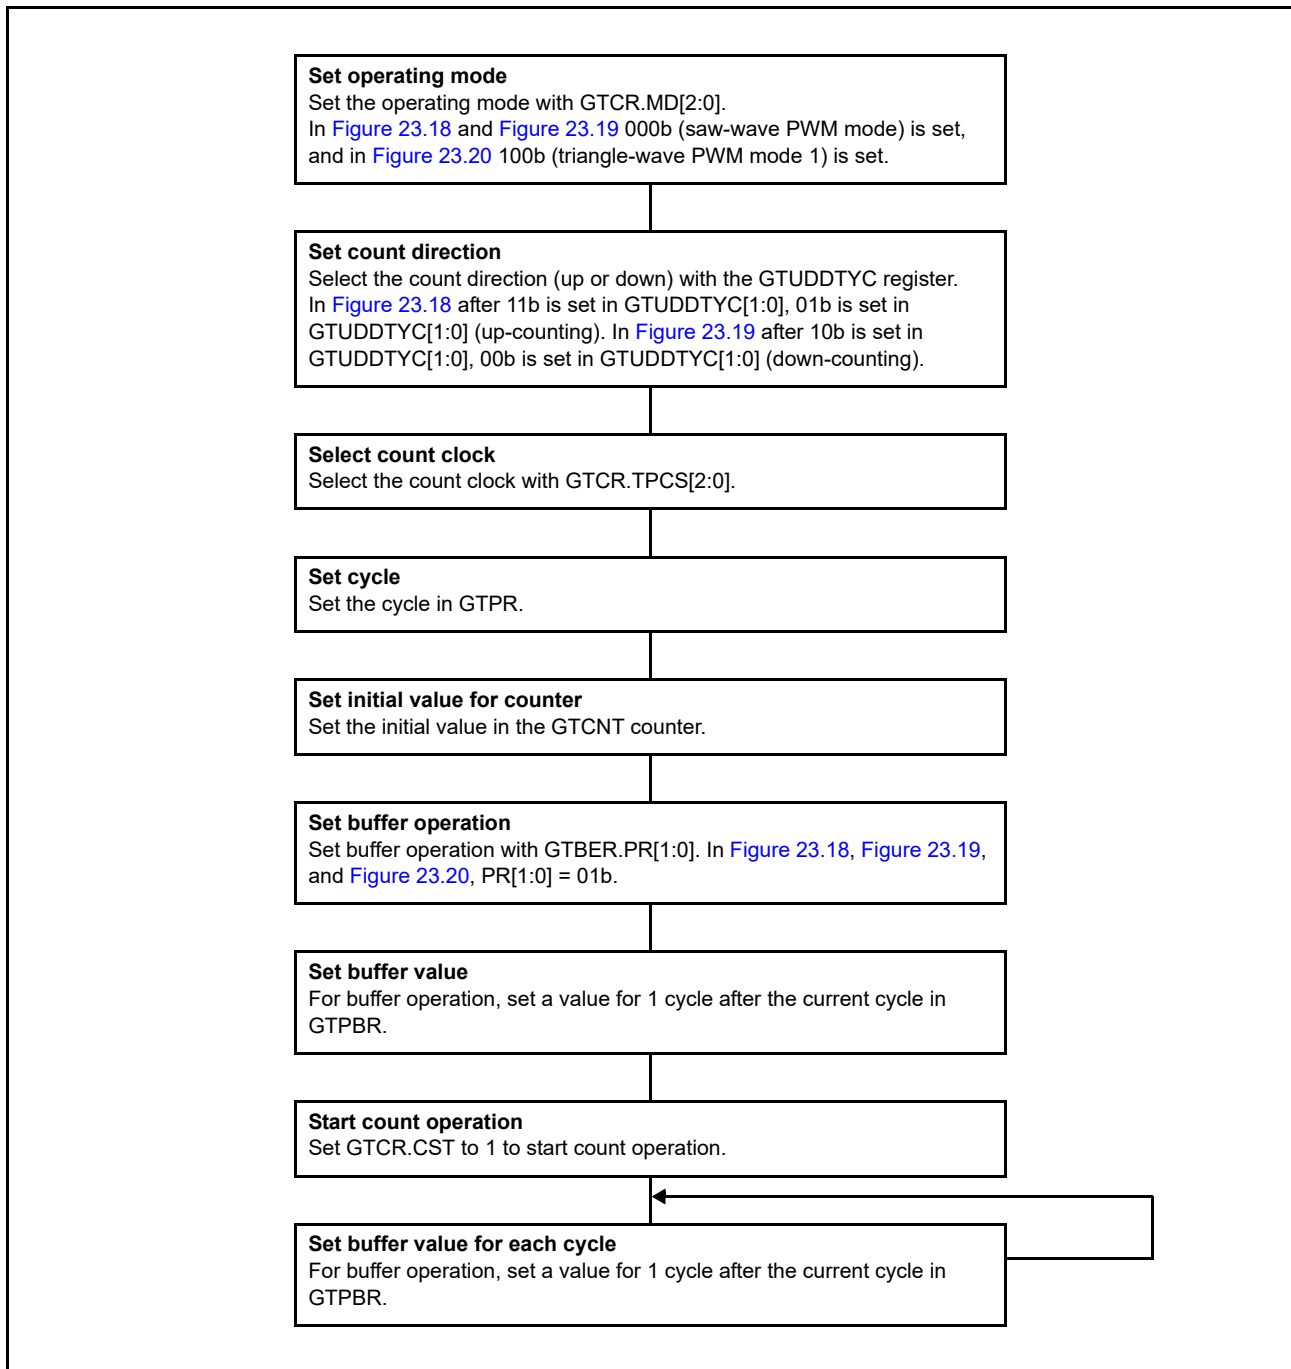 Set operating mode
Set the operating mode with GTCR.MD[2:0].
In Figure 23.18 and Figure 23.19 000b (saw-wave PWM mode) is set,
and in Figure 23.20 100b (triangle-wave PWM mode 1) is set.
Set count direction
Select the count direction (up or down) with the GTUDDTYC register.
In Figure 23.18 after 11b is set in GTUDDTYC[1:0], 01b is set in
GTUDDTYC[1:0] (up-counting). In Figure 23.19 after 10b is set in
GTUDDTYC[1:0], 00b is set in GTUDDTYC[1:0] (down-counting).
Select count clock
Select the count clock with GTCR.TPCS[2:0].
Set cycle
Set the cycle in GTPR.
Set initial value for counter
Set the initial value in the GTCNT counter.
Set buffer operation
Set buffer operation with GTBER.PR[1:0]. In Figure 23.18, Figure 23.19,
and Figure 23.20, PR[1:0] = 01b.
Set buffer value
For buffer operation, set a value for 1 cycle after the current cycle in
GTPBR.
Start count operation
Set GTCR.CST to 1 to start count operation.
Set buffer value for each cycle
For buffer operation, set a value for 1 cycle after the current cycle in
GTPBR.